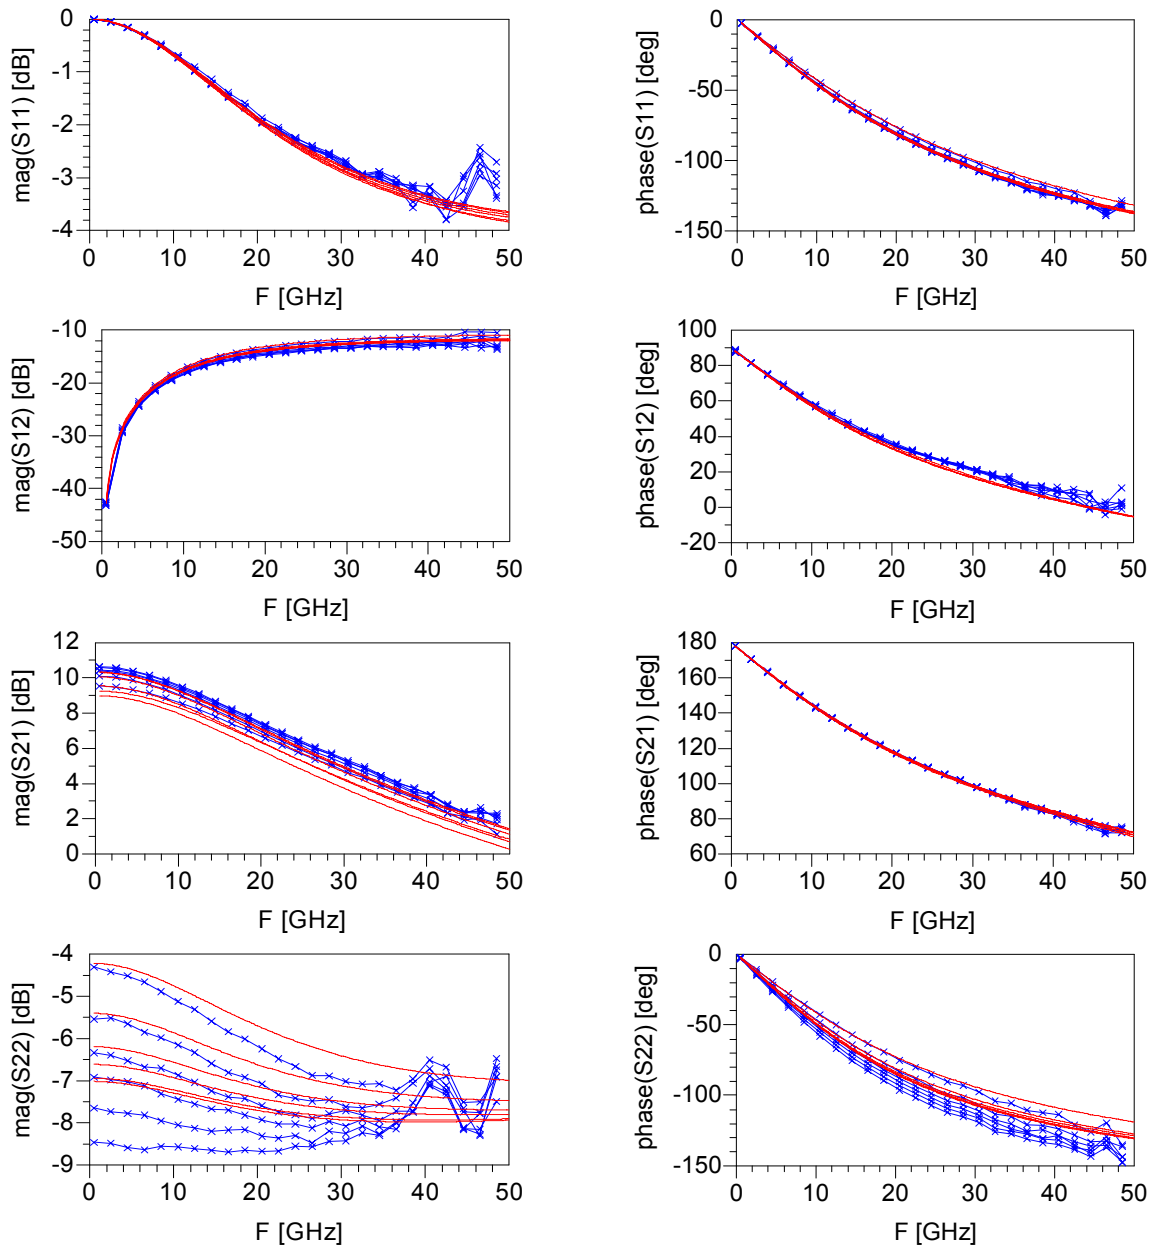 0
-1
-2
-3
-4
mag(S11) [dB]
0 10 20 30 40 50
F [GHz]
0
-50
-100
-150
phase(S11) [deg]
0 10 20 30 40 50
F [GHz]
-10
-20
-30
-40
-50
mag(S12) [dB]
0 10 20 30 40 50
F [GHz]
100
80
60
40
20
0
-20
phase(S12) [deg]
0 10 20 30 40 50
F [GHz]
12
10
8
6
4
2
0
mag(S21) [dB]
0 10 20 30 40 50
F [GHz]
180
160
140
120
100
80
60
phase(S21) [deg]
0 10 20 30 40 50
F [GHz]
-4
-5
-6
-7
-8
-9
mag(S22) [dB]
0 10 20 30 40 50
F [GHz]
0
-50
-100
-150
phase(S22) [deg]
0 10 20 30 40 50
F [GHz]